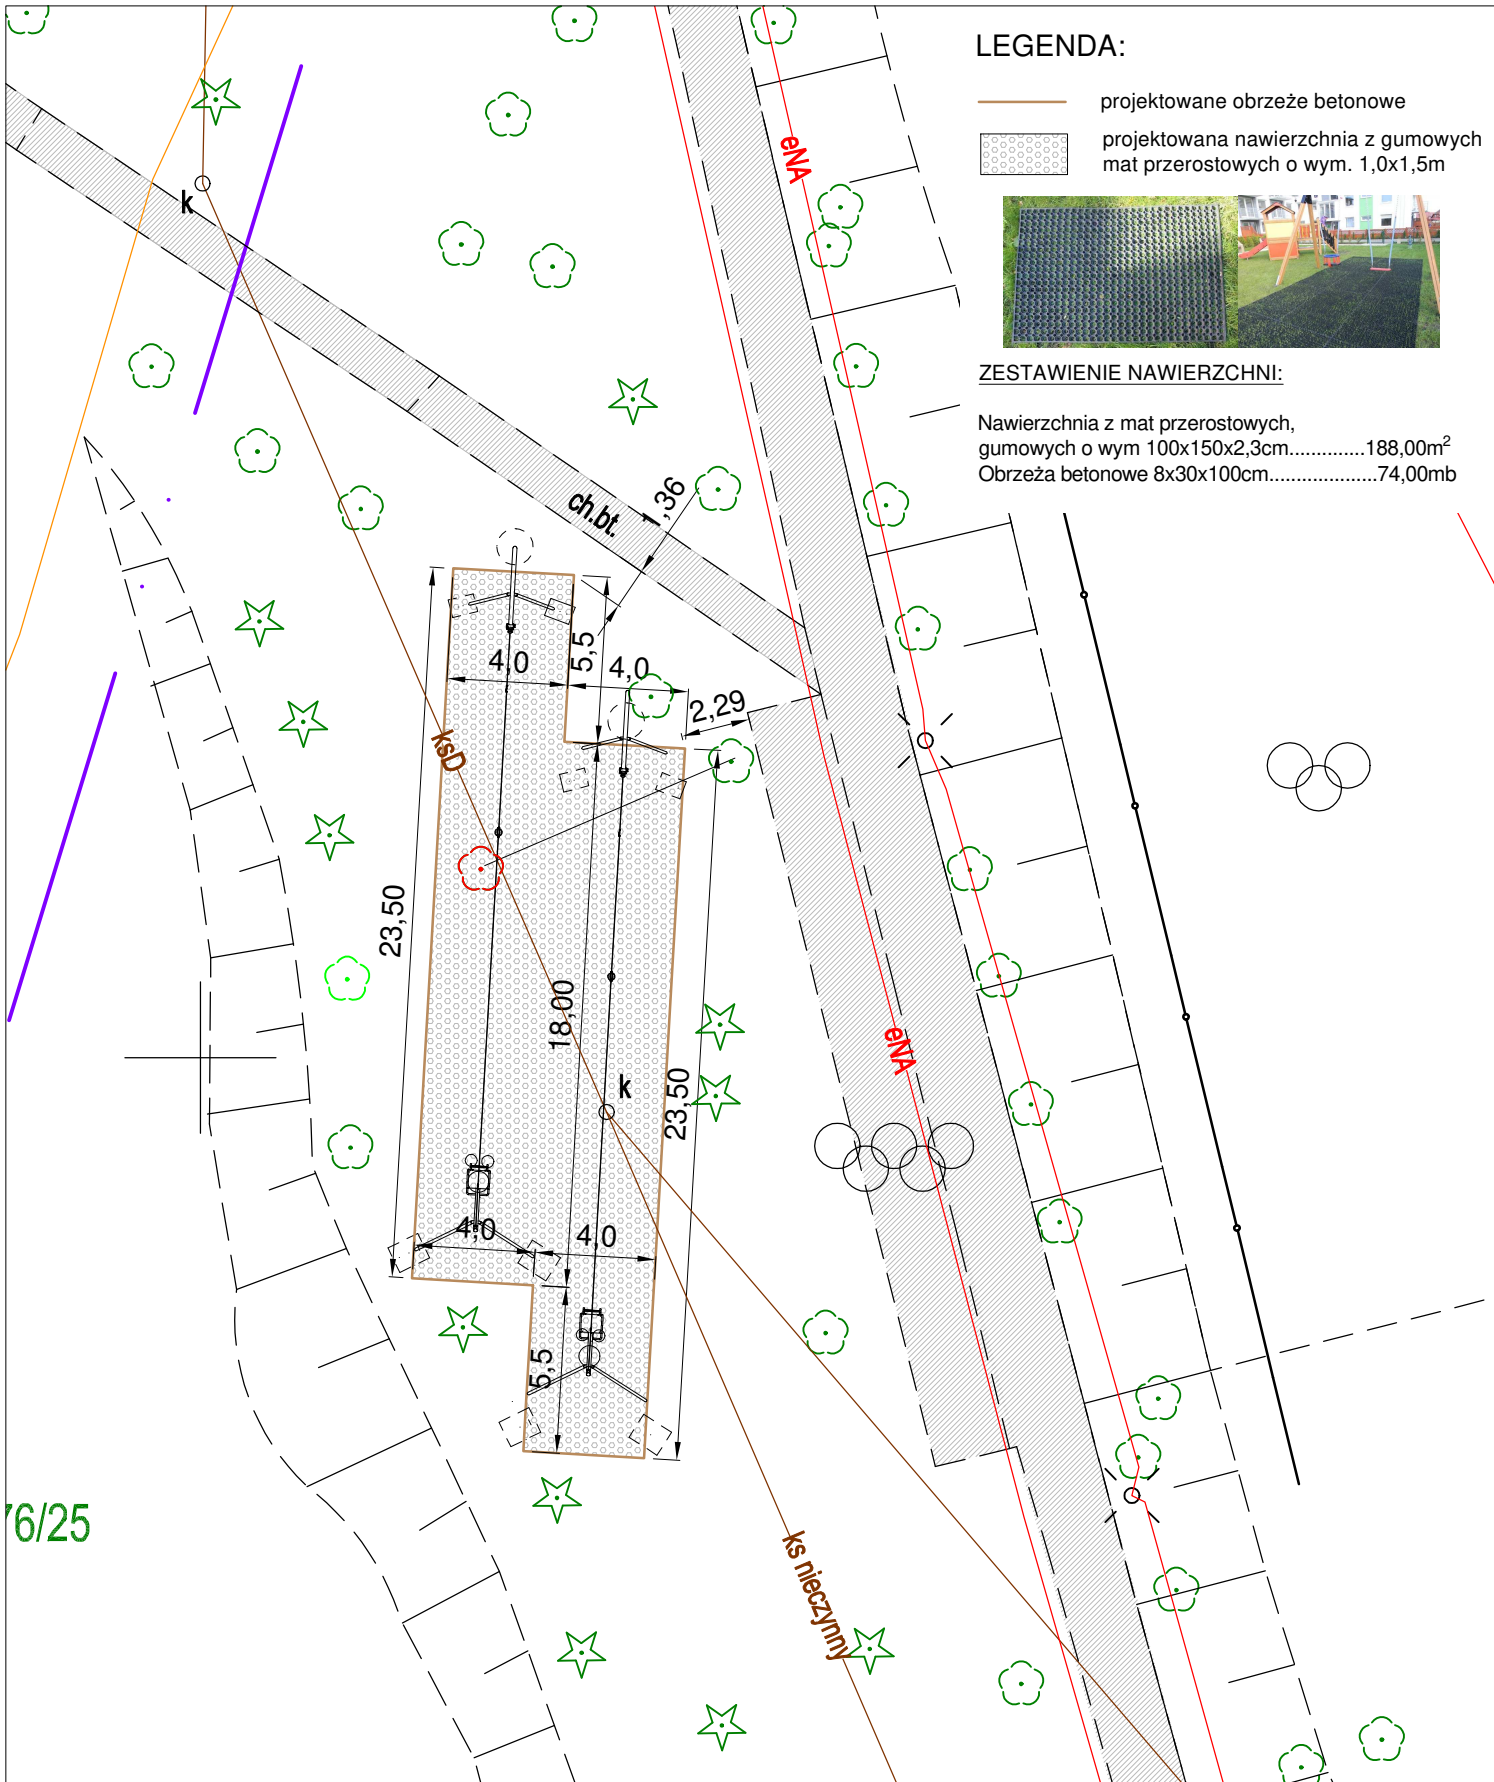 LEGENDA:
projektowane obrzeże betonowe
projektowana nawierzchnia z gumowych
mat przerostowych o wym. 1,0x1,5m
ZESTAWIENIE NAWIERZCHNI:
Nawierzchnia z mat przerostowych,
gumowych o wym 100x150x2,3cm..............188,00m²
Obrzeża betonowe 8x30x100cm....................74,00mb
eNA
k
ch.bt.
1,36
4,0
5,5
4,0
2,29
ksD
23,50
18,00
k
23,50
eNA
4,0
4,0
5,5
76/25
ks nieczynny